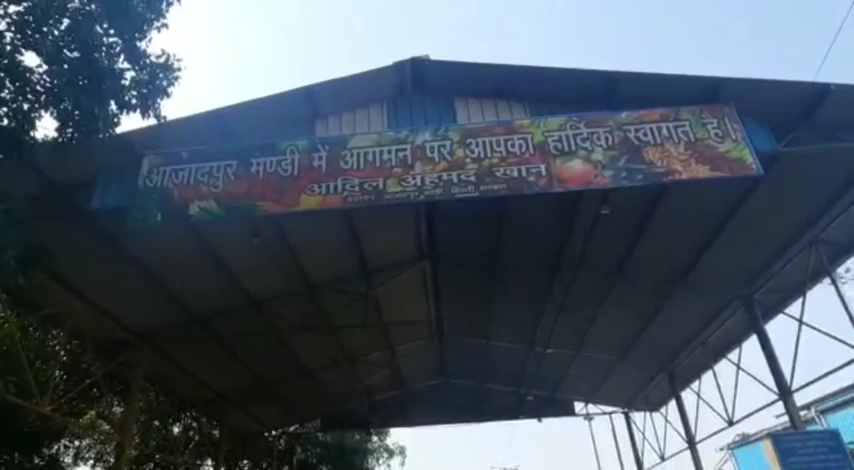 आजादपुर मण्डी में आगमन पर आपका हार्दिक स्वागत है।
आदिल अहमद खान